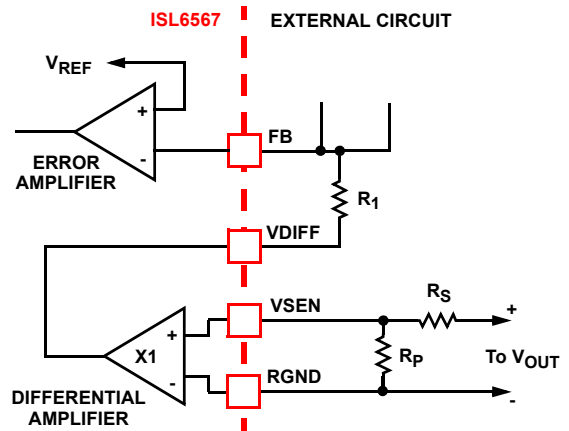 ISL6567
EXTERNAL CIRCUIT
VREF
+
-
FB
ERROR
AMPLIFIER
R1
VDIFF
VSEN
RS
+
+
X1
RP
To VOUT
-
RGND
-
DIFFERENTIAL
AMPLIFIER